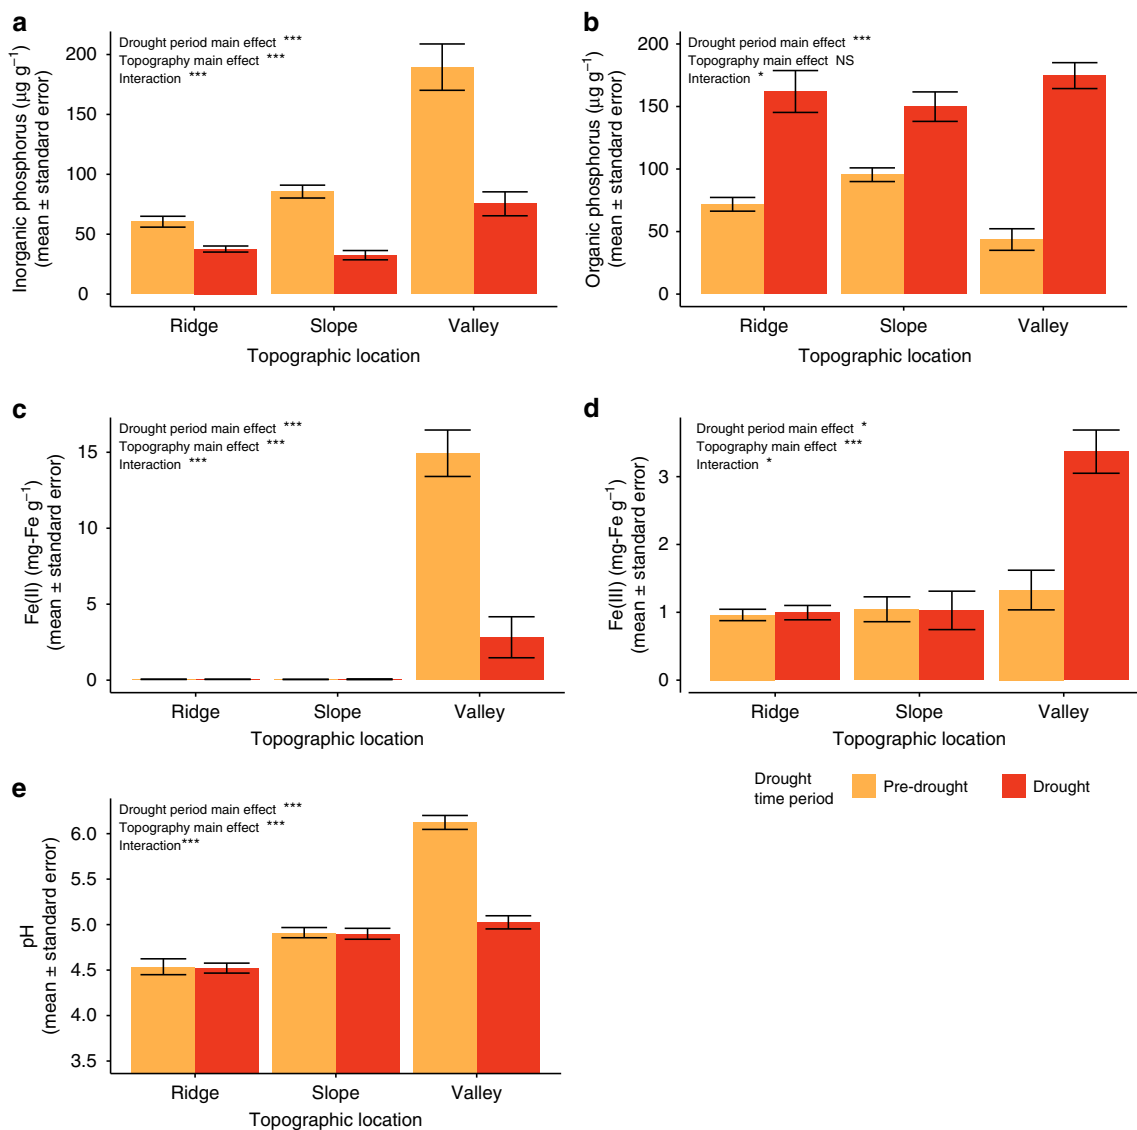 a
Drought period main effect ***
Topography main effect ***
Interaction ***
Inorganic phosphorus (μg g⁻¹)
(mean ± standard error)
200
150
100
50
0
Ridge
Slope
Valley
Topographic location
b
Drought period main effect ***
Topography main effect NS
Interaction *
Organic phosphorus (μg g⁻¹)
(mean ± standard error)
200
150
100
50
0
Ridge
Slope
Valley
Topographic location
c
Drought period main effect ***
Topography main effect ***
Interaction ***
Fe(II) (mg-Fe g⁻¹)
(mean ± standard error)
15
10
5
0
Ridge
Slope
Valley
Topographic location
d
Drought period main effect *
Topography main effect ***
Interaction *
Fe(III) (mg-Fe g⁻¹)
(mean ± standard error)
3
2
1
0
Ridge
Slope
Valley
Topographic location
Drought
time period
Pre-drought
Drought
e
Drought period main effect ***
Topography main effect ***
Interaction***
pH
(mean ± standard error)
6.0
5.0
4.5
4.0
3.5
Ridge
Slope
Valley
Topographic location